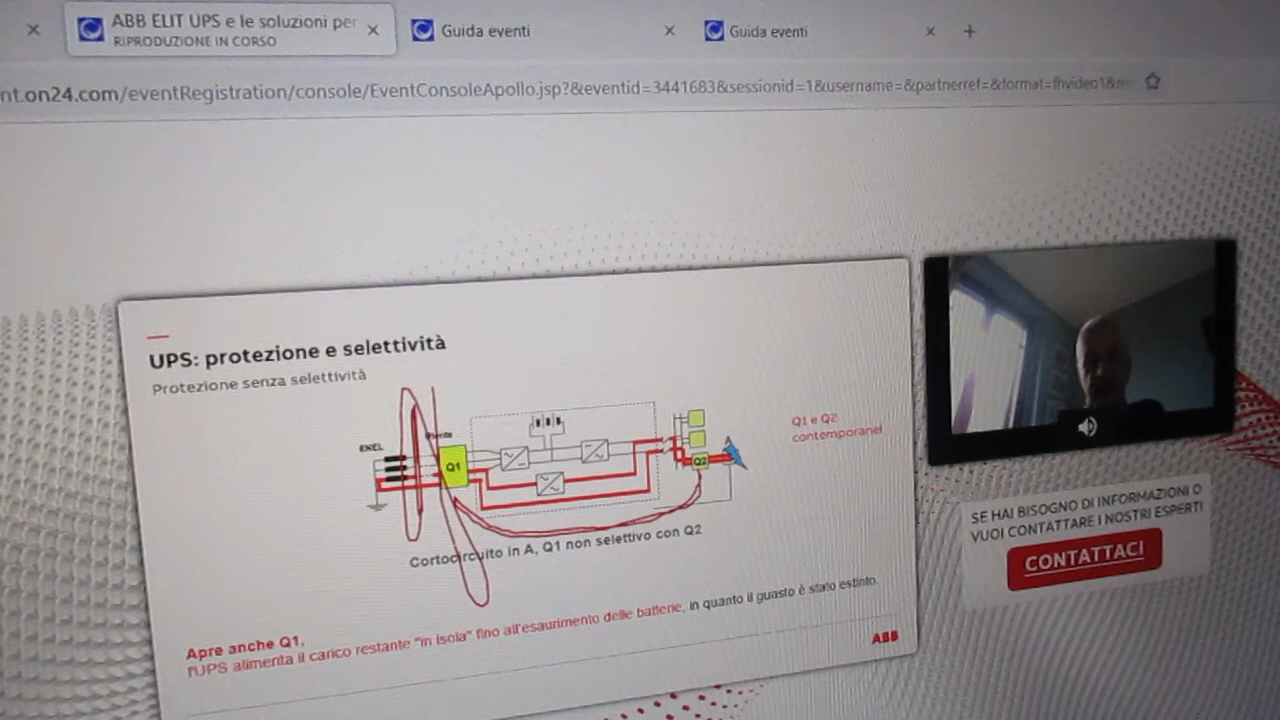 ABB ELIT UPS e le soluzioni per
RIPRODUZIONE IN CORSO
Guida eventi
Guida eventi
nt.on24.com/eventRegistration/console/EventConsoleApollo.jsp?&eventid=3441683&sessionid=1&username=&partnerref=&format=fhvideo1&m
UPS: protezione e selettività
Protezione senza selettività
ENEL
Q1
Q2
Q1 e Q2
contemporanei
Cortocircuito in A, Q1 non selettivo con Q2
Apre anche Q1,
l'UPS alimenta il carico restante "in isola" fino all'esaurimento delle batterie, in quanto il guasto è stato estinto.
ABB
SE HAI BISOGNO DI INFORMAZIONI O
VUOI CONTATTARE I NOSTRI ESPERTI
CONTATTACI